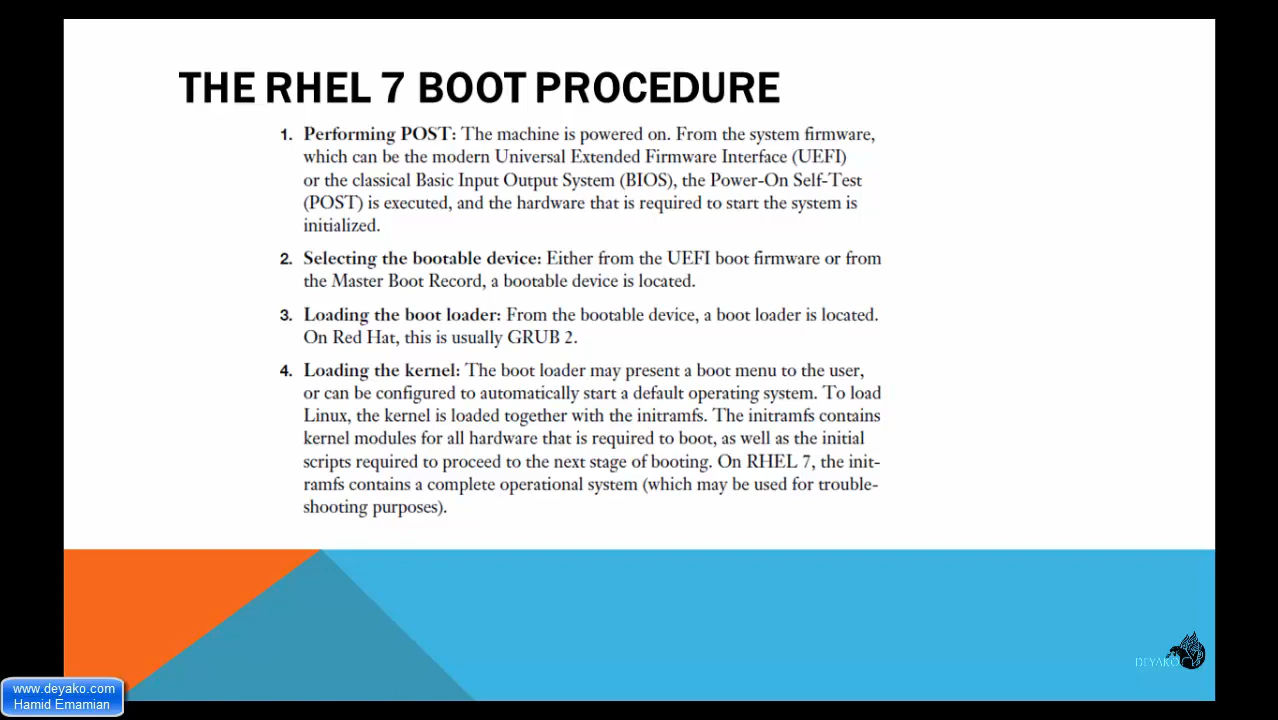 THE RHEL 7 BOOT PROCEDURE
1. Performing POST: The machine is powered on. From the system firmware,
which can be the modern Universal Extended Firmware Interface (UEFI)
or the classical Basic Input Output System (BIOS), the Power-On Self-Test
(POST) is executed, and the hardware that is required to start the system is
initialized.
2. Selecting the bootable device: Either from the UEFI boot firmware or from
the Master Boot Record, a bootable device is located.
3. Loading the boot loader: From the bootable device, a boot loader is located.
On Red Hat, this is usually GRUB 2.
4. Loading the kernel: The boot loader may present a boot menu to the user,
or can be configured to automatically start a default operating system. To load
Linux, the kernel is loaded together with the initramfs. The initramfs contains
kernel modules for all hardware that is required to boot, as well as the initial
scripts required to proceed to the next stage of booting. On RHEL 7, the init-
ramfs contains a complete operational system (which may be used for trouble-
shooting purposes).
DEYAKO
www.deyako.com
Hamid Emamian